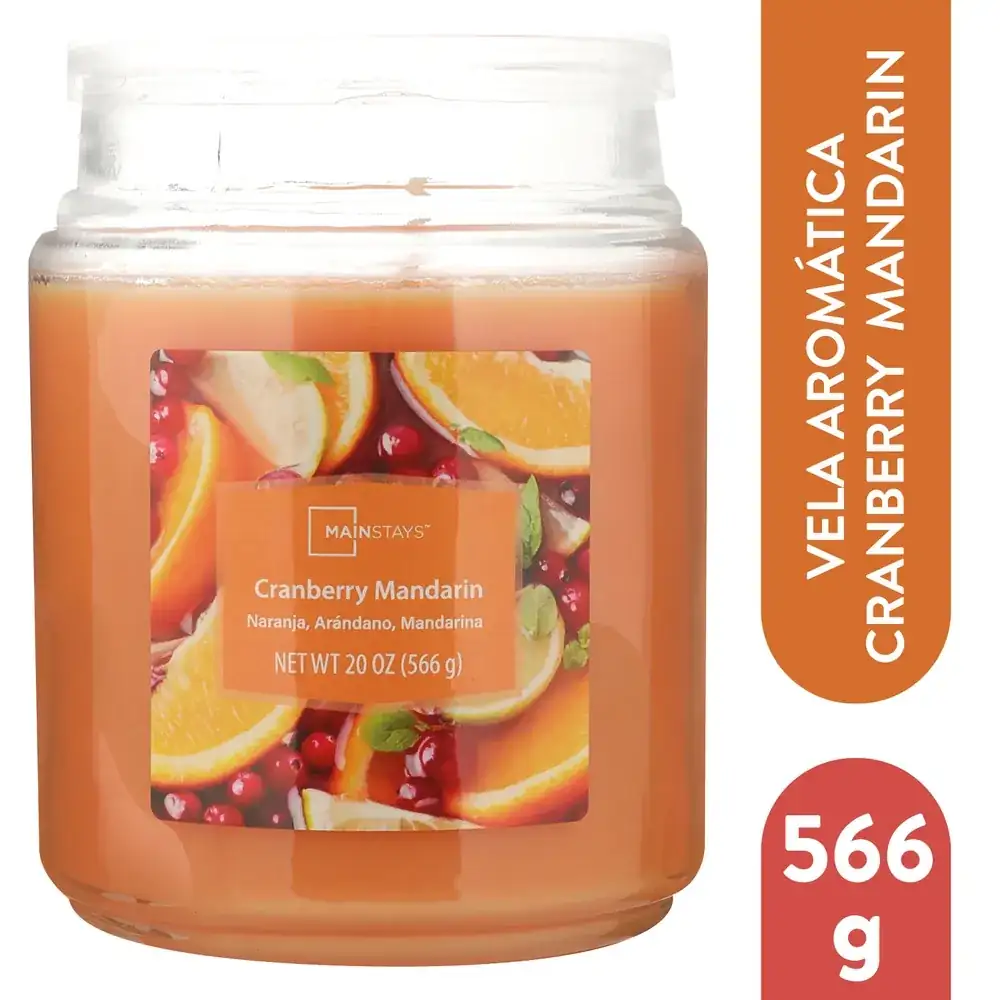 MAINSTAYS™
Cranberry Mandarin
Naranja, Arándano, Mandarina
NET WT 20 OZ (566 g)
VELA AROMÁTICA
CRANBERRY MANDARIN
566
g